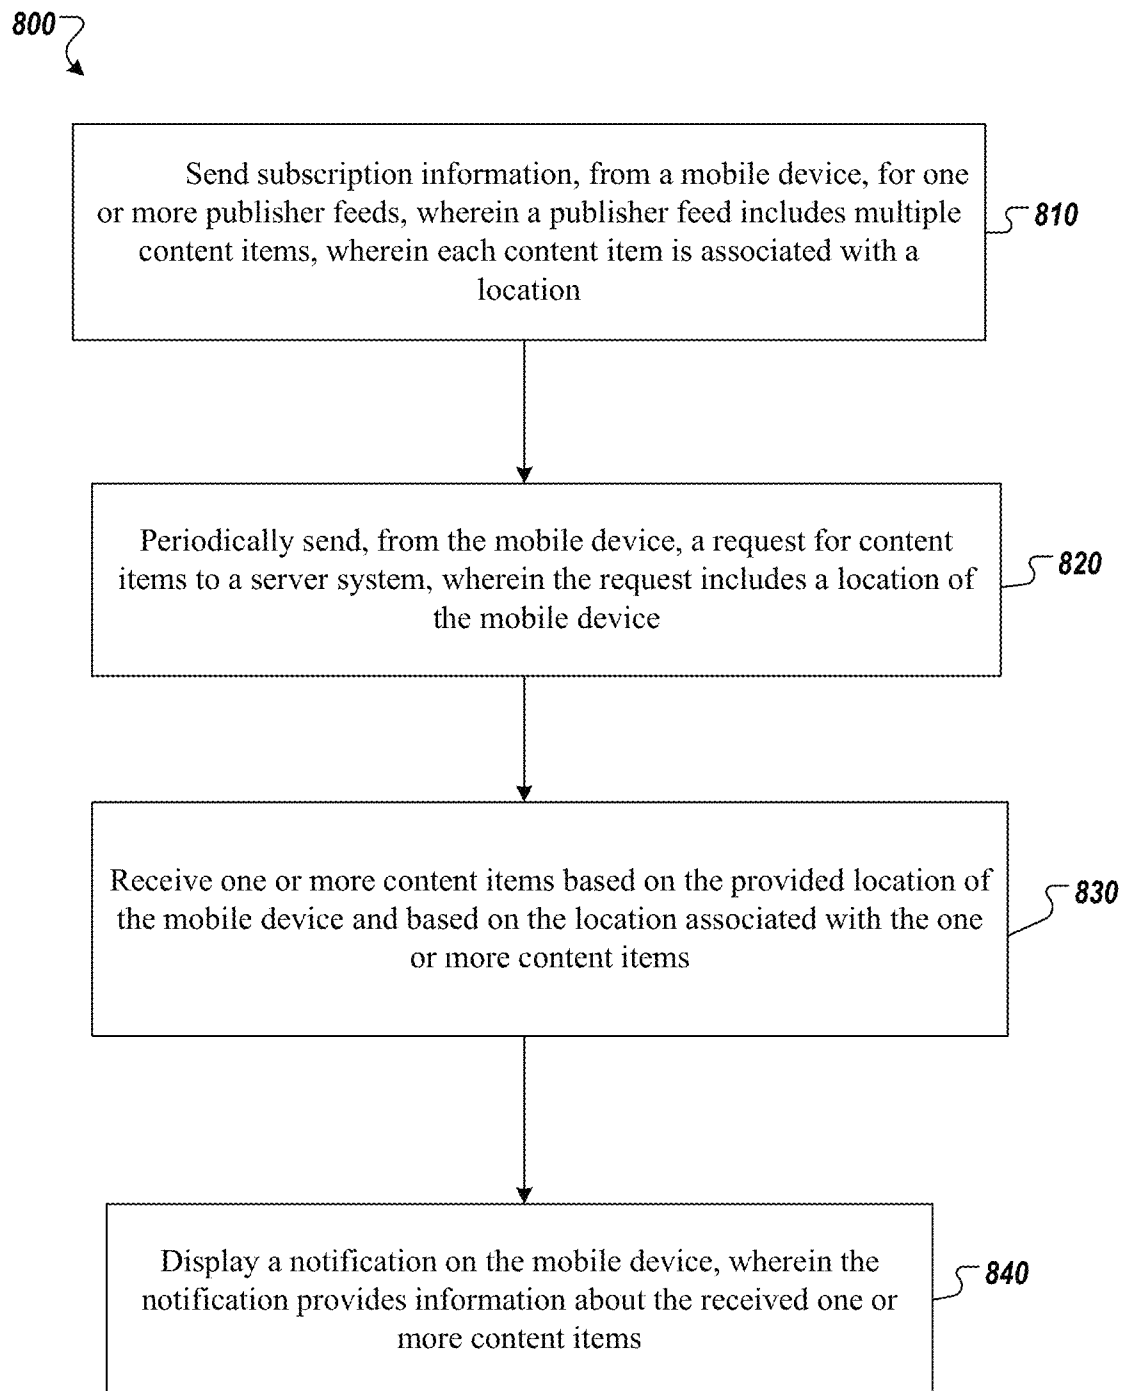 800
Send subscription information, from a mobile device, for one
or more publisher feeds, wherein a publisher feed includes multiple
content items, wherein each content item is associated with a
location
810
Periodically send, from the mobile device, a request for content
items to a server system, wherein the request includes a location of
the mobile device
820
Receive one or more content items based on the provided location of
the mobile device and based on the location associated with the one
or more content items
830
Display a notification on the mobile device, wherein the
notification provides information about the received one or
more content items
840